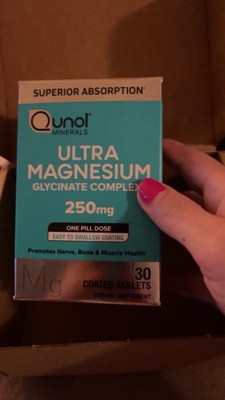 SUPERIOR ABSORPTION
Qunol
MINERALS
ULTRA
MAGNESIUM
GLYCINATE COMPLEX
250mg
ONE PILL DOSE
EASY TO SWALLOW COATING
Promotes Nerve, Bone & Muscle Health
Mg
30
COATED TABLETS
DIETARY SUPPLEMENT